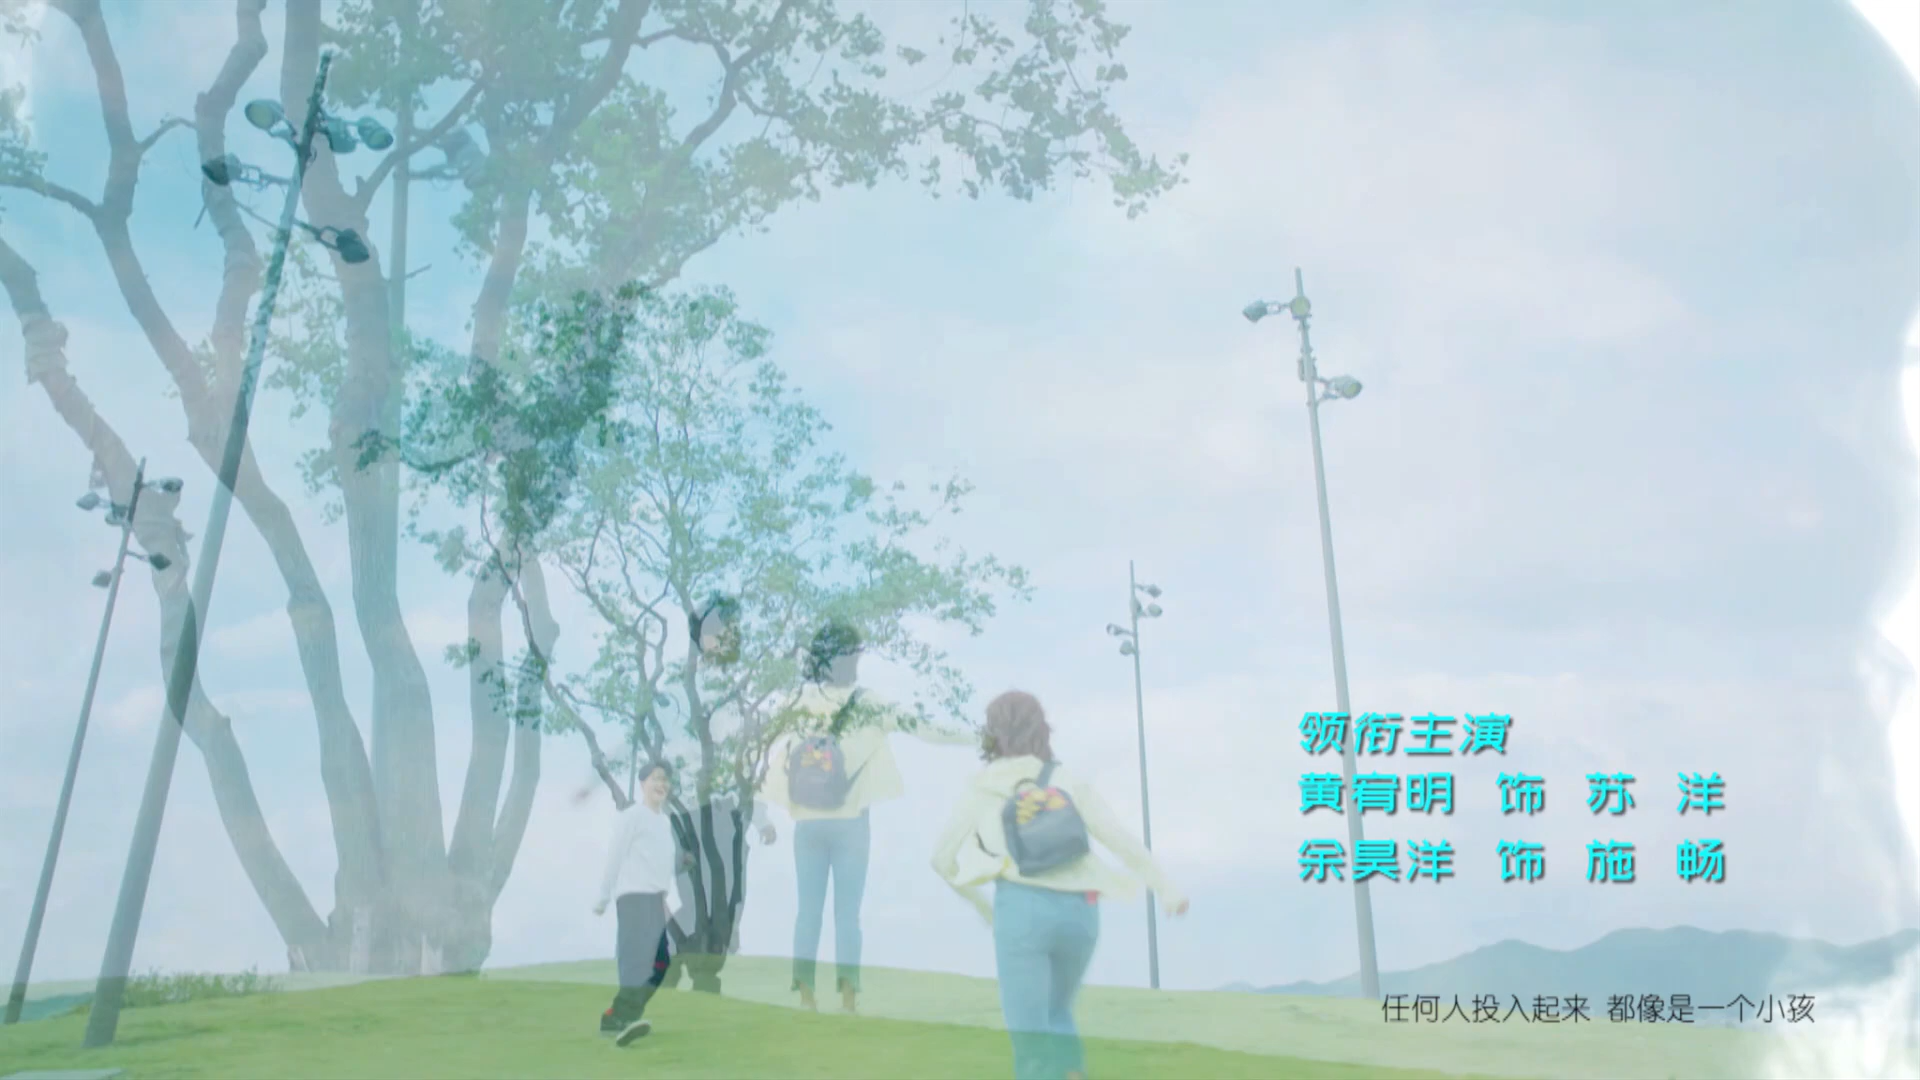 领衔主演
黄宥明 饰 苏 洋
余昊洋 饰 施 畅
任何人投入起来 都像是一个小孩